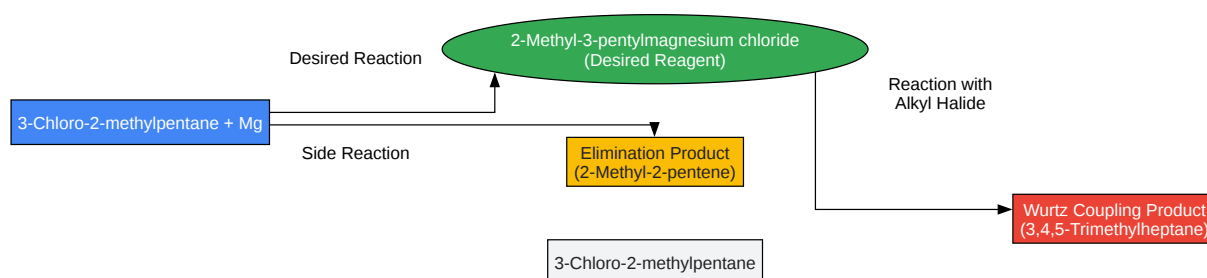 2-Methyl-3-pentylmagnesium chloride
(Desired Reagent)
Desired Reaction
Reaction with
Alkyl Halide
3-Chloro-2-methylpentane + Mg
Side Reaction
Elimination Product
(2-Methyl-2-pentene)
Wurtz Coupling Product
(3,4,5-Trimethylheptane)
3-Chloro-2-methylpentane